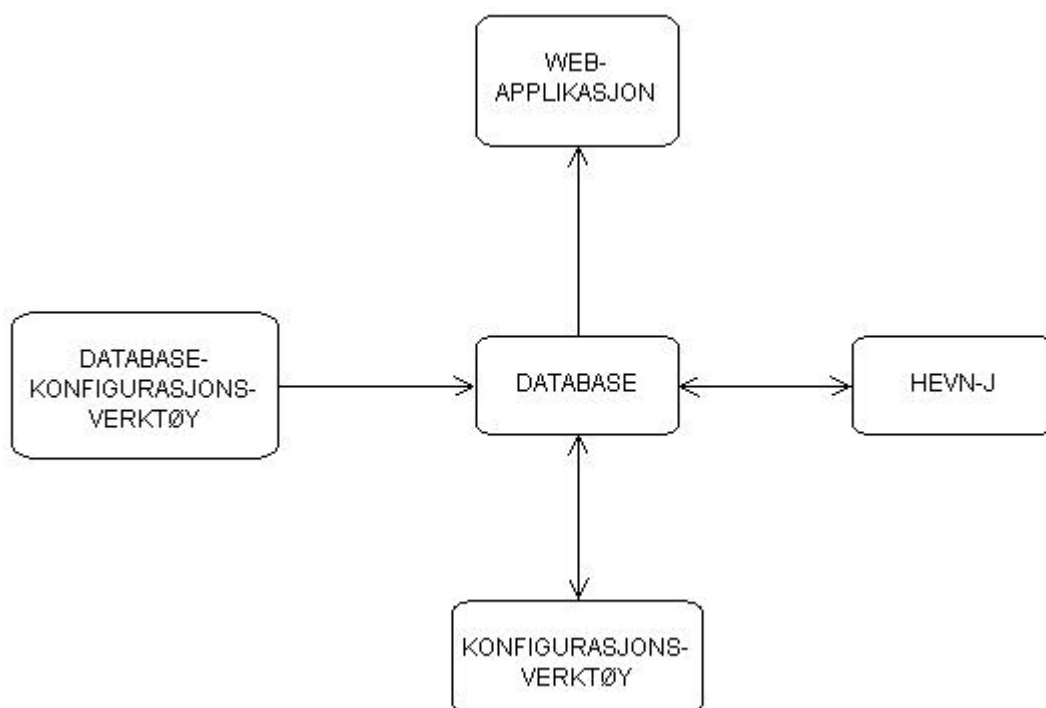 WEB-
APPLIKASJON
DATABASE-
KONFIGURASJONS-
VERKTØY
DATABASE
HEVN-J
KONFIGURASJONS-
VERKTØY